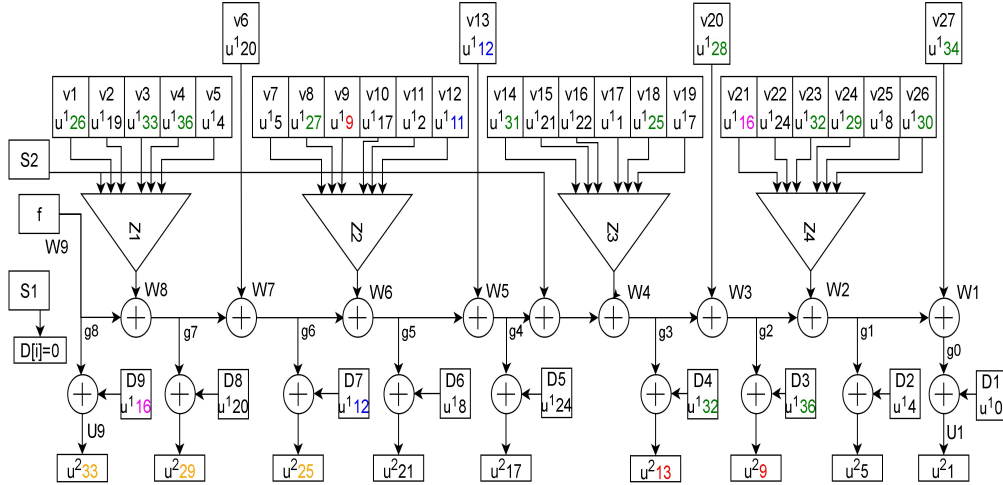 v6
u¹20
v13
u¹12
v20
u¹28
v27
u¹34
v1 v2 v3 v4 v5
u¹26 u¹19 u¹33 u¹36 u¹4
v7 v8 v9 v10 v11 v12
u¹5 u¹27 u¹9 u¹17 u¹2 u¹11
v14 v15 v16 v17 v18 v19
u¹31 u¹21 u¹22 u¹1 u¹25 u¹7
v21 v22 v23 v24 v25 v26
u¹16 u¹24 u¹32 u¹29 u¹8 u¹30
S2
f
W9
Z1 Z2 Z3 Z4
S1
W8 W7 W6 W5 W4 W3 W2 W1
D[i]=0
g8 g7 g6 g5 g4 g3 g2 g1 g0
D9 D8 D7 D6 D5 D4 D3 D2 D1
u¹16 u¹20 u¹12 u¹8 u¹24 u¹32 u¹36 u¹4 u¹0
U9 U1
u²33 u²29 u²25 u²21 u²17 u²13 u²9 u²5 u²1